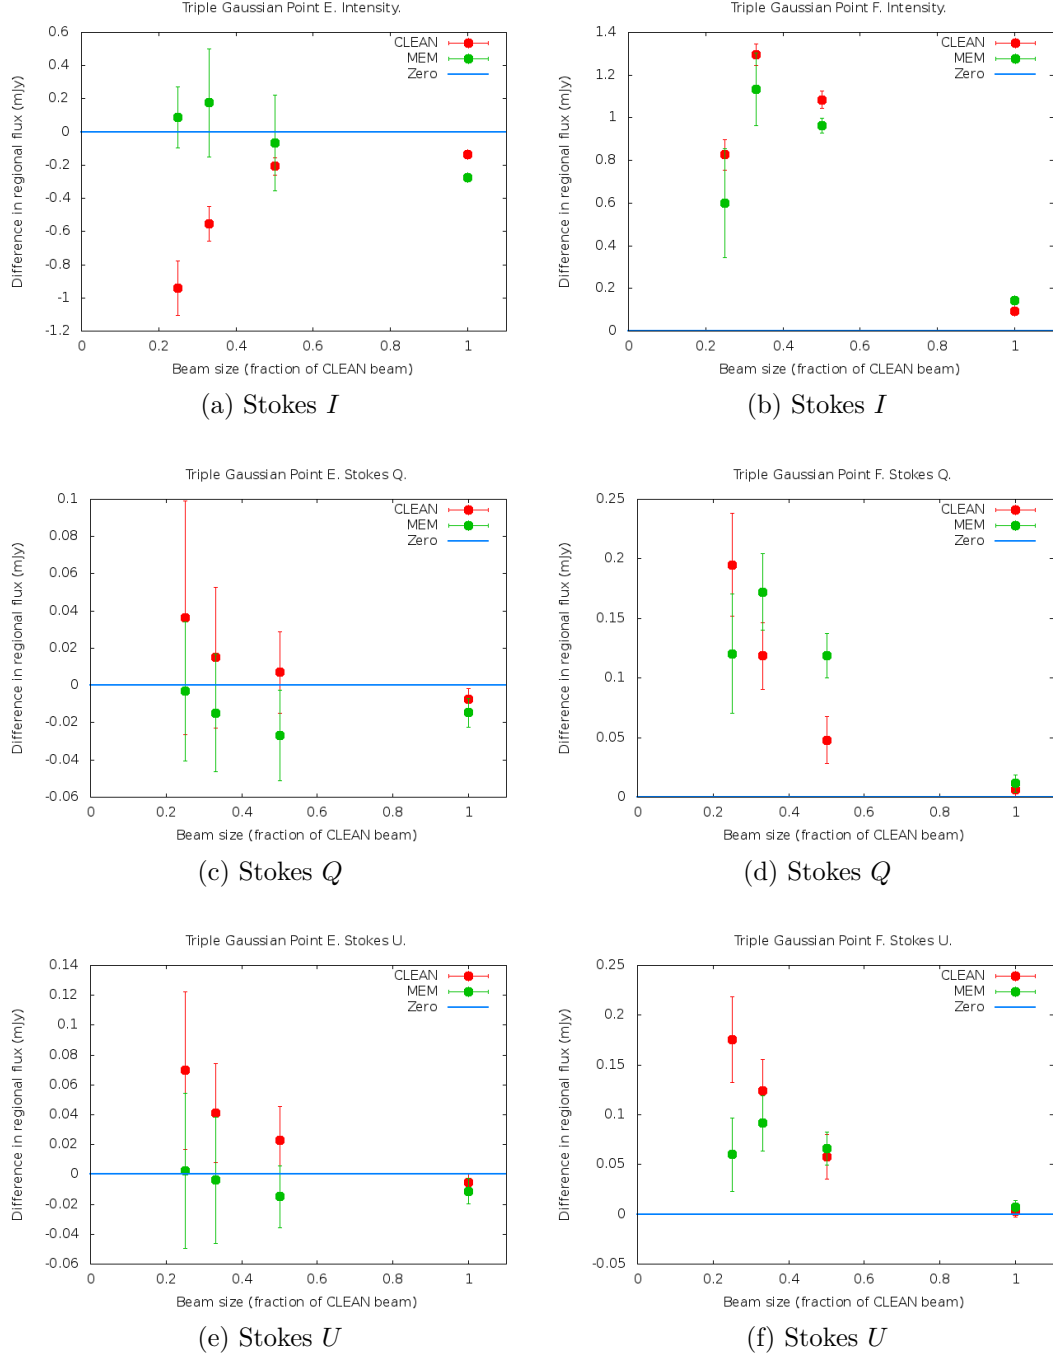 Triple Gaussian Point E. Intensity.
CLEAN
MEM
Zero
Difference in regional flux (mJy)
0.6
0.4
0.2
0
-0.2
-0.4
-0.6
-0.8
-1
-1.2
0 0.2 0.4 0.6 0.8 1
Beam size (fraction of CLEAN beam)
(a) Stokes I
Triple Gaussian Point F. Intensity.
CLEAN
MEM
Zero
Difference in regional flux (mJy)
1.4
1.2
1
0.8
0.6
0.4
0.2
0
0 0.2 0.4 0.6 0.8 1
Beam size (fraction of CLEAN beam)
(b) Stokes I
Triple Gaussian Point E. Stokes Q.
CLEAN
MEM
Zero
Difference in regional flux (mJy)
0.1
0.08
0.06
0.04
0.02
0
-0.02
-0.04
-0.06
0 0.2 0.4 0.6 0.8 1
Beam size (fraction of CLEAN beam)
(c) Stokes Q
Triple Gaussian Point F. Stokes Q.
CLEAN
MEM
Zero
Difference in regional flux (mJy)
0.25
0.2
0.15
0.1
0.05
0
0 0.2 0.4 0.6 0.8 1
Beam size (fraction of CLEAN beam)
(d) Stokes Q
Triple Gaussian Point E. Stokes U.
CLEAN
MEM
Zero
Difference in regional flux (mJy)
0.14
0.12
0.1
0.08
0.06
0.04
0.02
0
-0.02
-0.04
-0.06
0 0.2 0.4 0.6 0.8 1
Beam size (fraction of CLEAN beam)
(e) Stokes U
Triple Gaussian Point F. Stokes U.
CLEAN
MEM
Zero
Difference in regional flux (mJy)
0.25
0.2
0.15
0.1
0.05
0
-0.05
0 0.2 0.4 0.6 0.8 1
Beam size (fraction of CLEAN beam)
(f) Stokes U